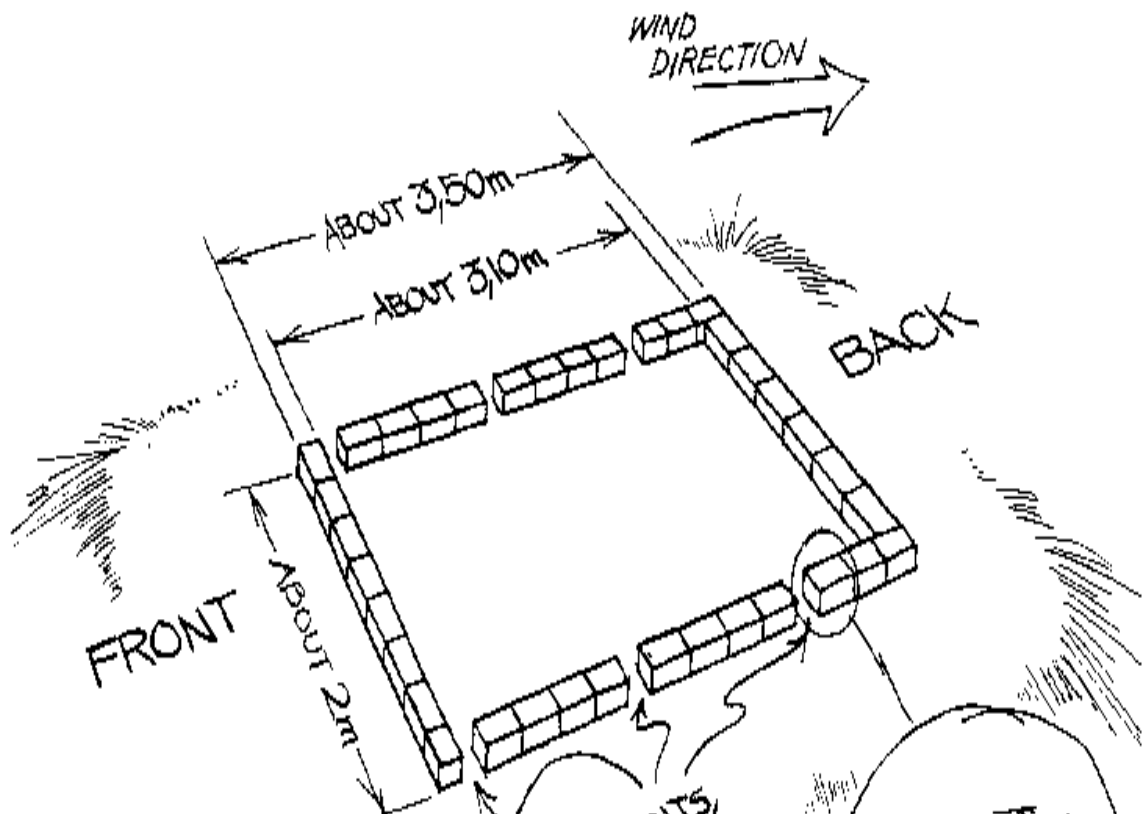 WIND
DIRECTION
ABOUT 3,50m
ABOUT 3,10m
BACK
FRONT
ABOUT 2m